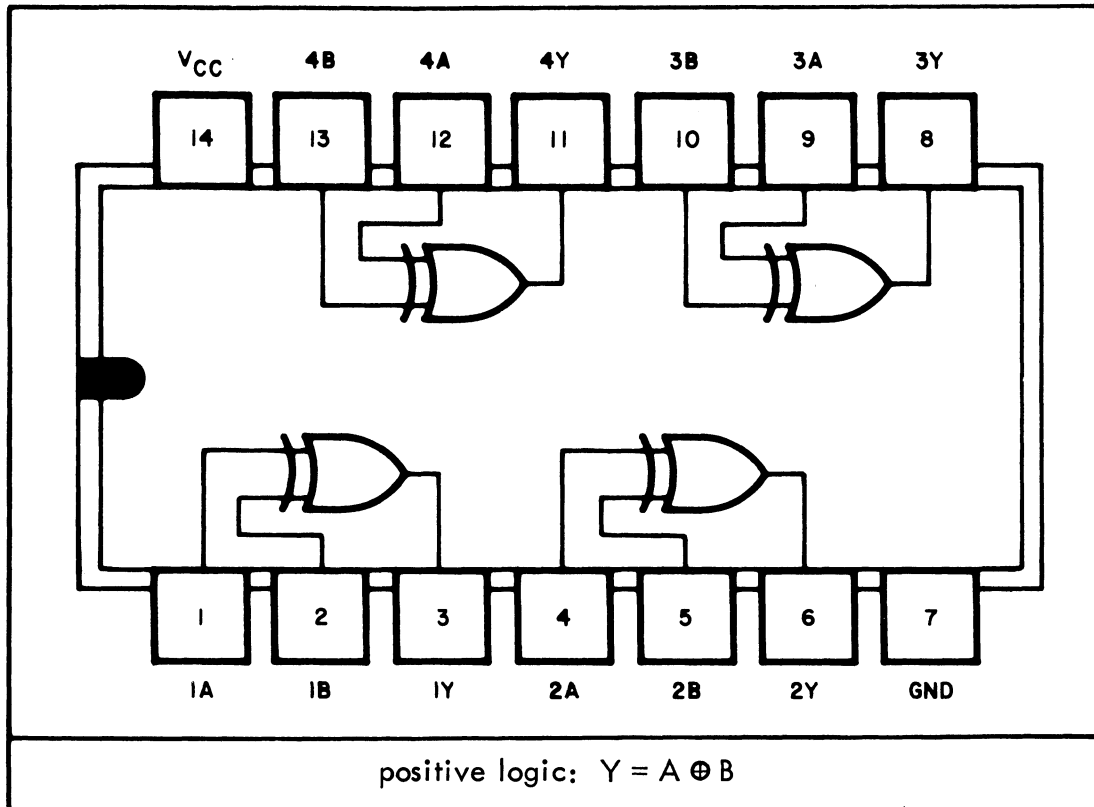 VCC 4B 4A 4Y 3B 3A 3Y
14 13 12 11 10 9 8
1 2 3 4 5 6 7
1A 1B 1Y 2A 2B 2Y GND
positive logic: Y = A ⊕ B